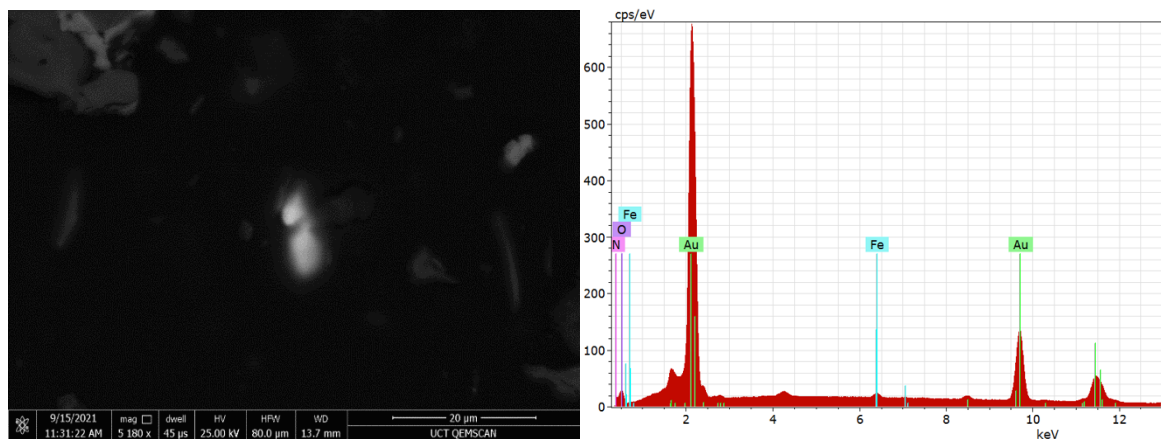 9/15/2021 mag dwell HV HFW WD 20 µm
11:31:22 AM 5 180 x 45 µs 25.00 kV 80.0 µm 13.7 mm UCT QEMSCAN
cps/eV
600
500
400
300
200
100
0
Fe
O
N Au Fe Au
2 4 6 8 10 12
keV